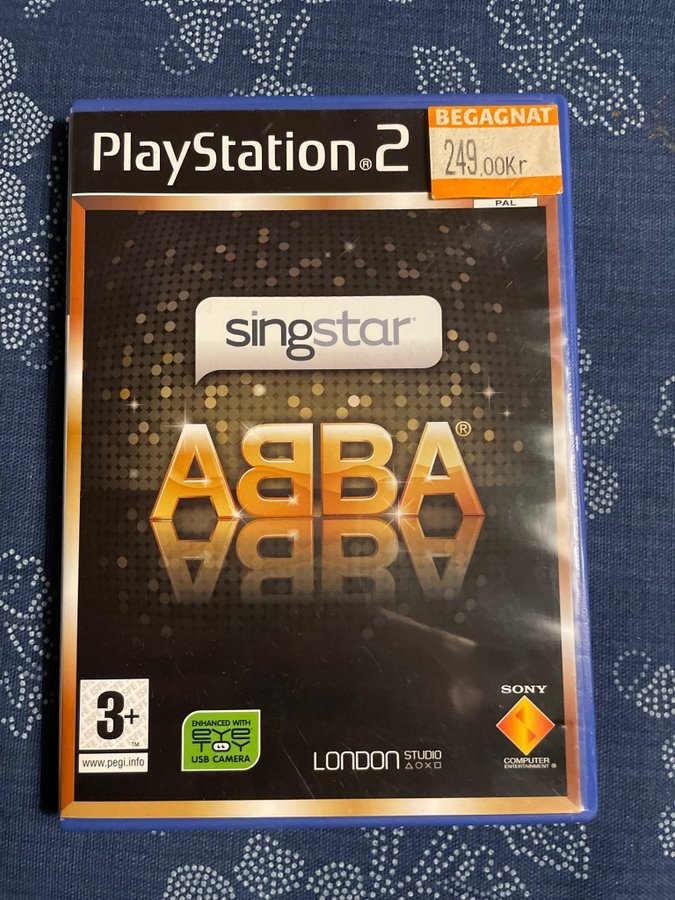 PlayStation®2
BEGAGNAT
249,00Kr
PAL
singstar
ABBA®
3+
TM
www.pegi.info
ENHANCED WITH
EYE
TOY
USB CAMERA
LONDON STUDIO
SONY
COMPUTER
ENTERTAINMENT®